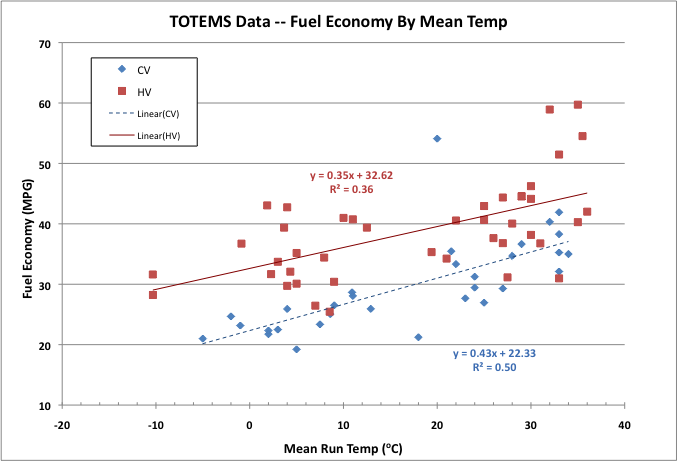 TOTEMS Data -- Fuel Economy By Mean Temp
70
60
50
40
30
20
10
Fuel Economy (MPG)
CV
HV
Linear(CV)
Linear(HV)
y = 0.35x + 32.62
R² = 0.36
y = 0.43x + 22.33
R² = 0.50
-20 -10 0 10 20 30 40
Mean Run Temp (°C)